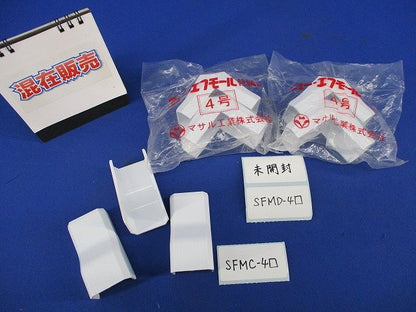 混在販売
エフモール
4号
マサル工業株式会社
エフモール
4号
マサル工業株式会社
未開封
SFMD-4□
SFMC-4□